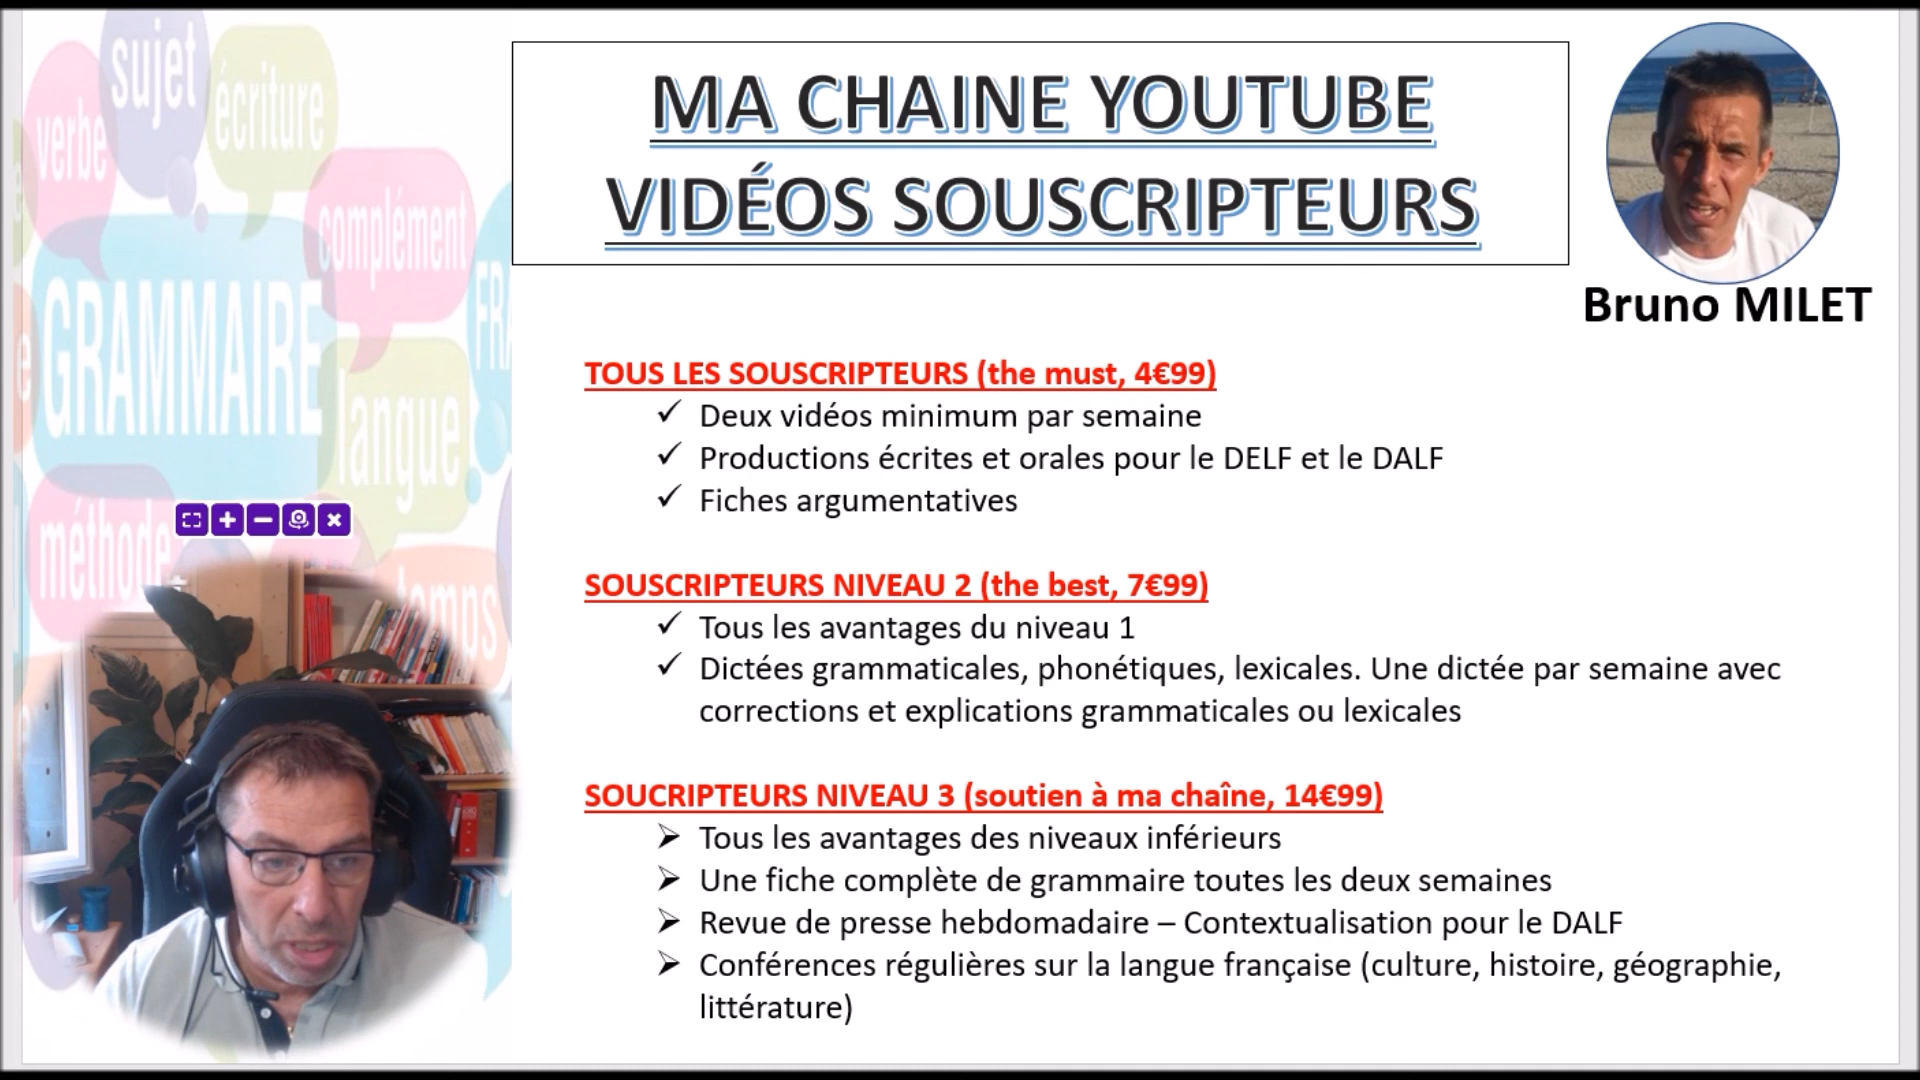 sujet
écriture
verbe
complément
GRAMMAIRE
FR
langue
méthode
temps
MA CHAINE YOUTUBE
VIDÉOS SOUSCRIPTEURS
Bruno MILET
TOUS LES SOUSCRIPTEURS (the must, 4€99)
✓ Deux vidéos minimum par semaine
✓ Productions écrites et orales pour le DELF et le DALF
✓ Fiches argumentatives
SOUSCRIPTEURS NIVEAU 2 (the best, 7€99)
✓ Tous les avantages du niveau 1
✓ Dictées grammaticales, phonétiques, lexicales. Une dictée par semaine avec
corrections et explications grammaticales ou lexicales
SOUCRIPTEURS NIVEAU 3 (soutien à ma chaîne, 14€99)
➢ Tous les avantages des niveaux inférieurs
➢ Une fiche complète de grammaire toutes les deux semaines
➢ Revue de presse hebdomadaire – Contextualisation pour le DALF
➢ Conférences régulières sur la langue française (culture, histoire, géographie,
littérature)